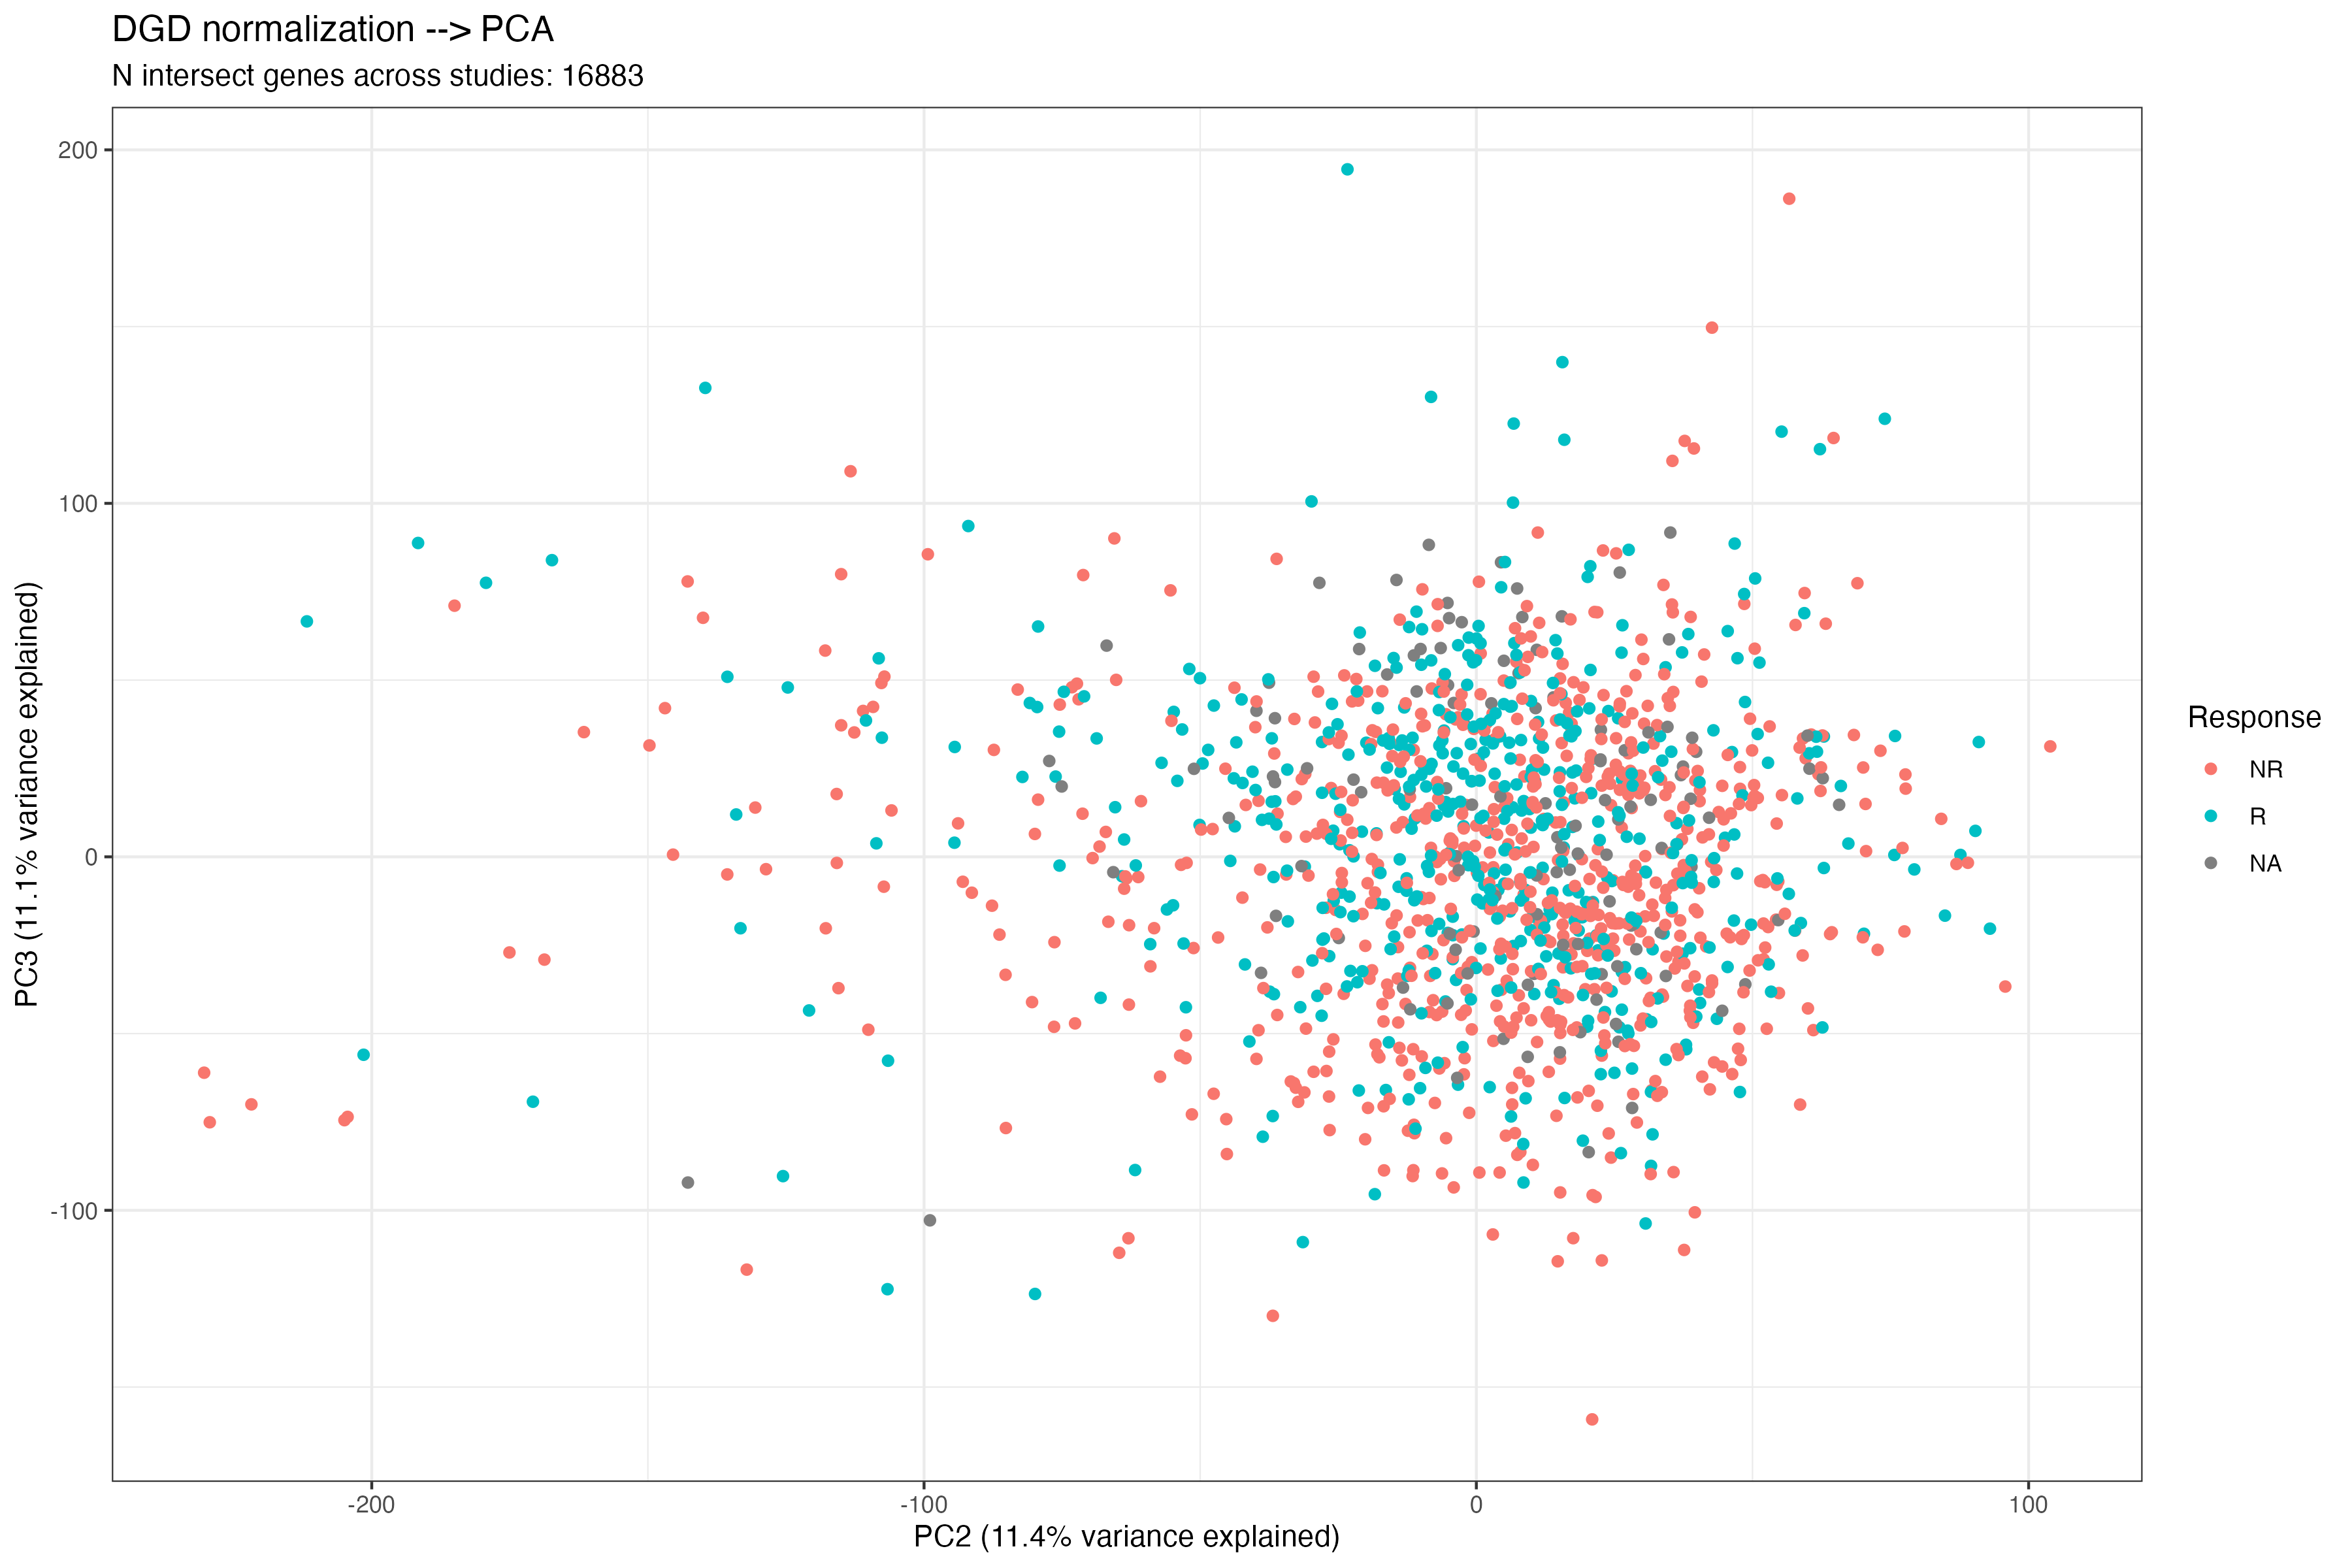 DGD normalization --> PCA
N intersect genes across studies: 16883
200
100
0
-100
PC3 (11.1% variance explained)
-200
-100
0
100
PC2 (11.4% variance explained)
Response
NR
R
NA